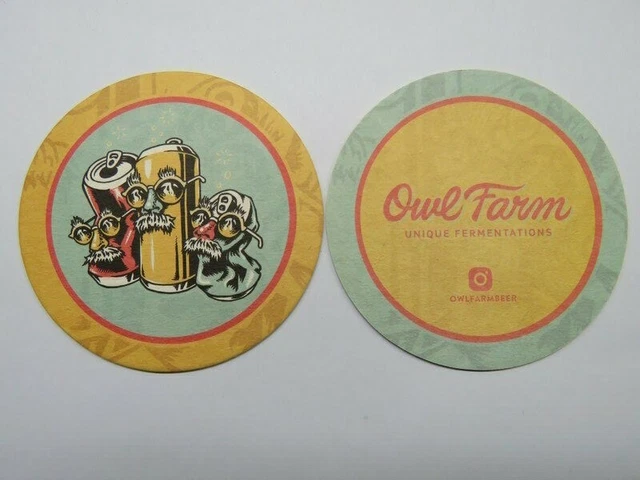 Owl Farm
UNIQUE FERMENTATIONS
OWLFARMBEER